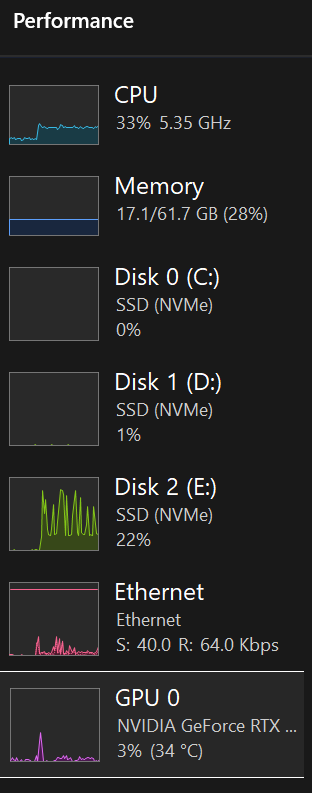 Performance
CPU
33% 5.35 GHz
Memory
17.1/61.7 GB (28%)
Disk 0 (C:)
SSD (NVMe)
0%
Disk 1 (D:)
SSD (NVMe)
1%
Disk 2 (E:)
SSD (NVMe)
22%
Ethernet
Ethernet
S: 40.0 R: 64.0 Kbps
GPU 0
NVIDIA GeForce RTX ...
3% (34 °C)